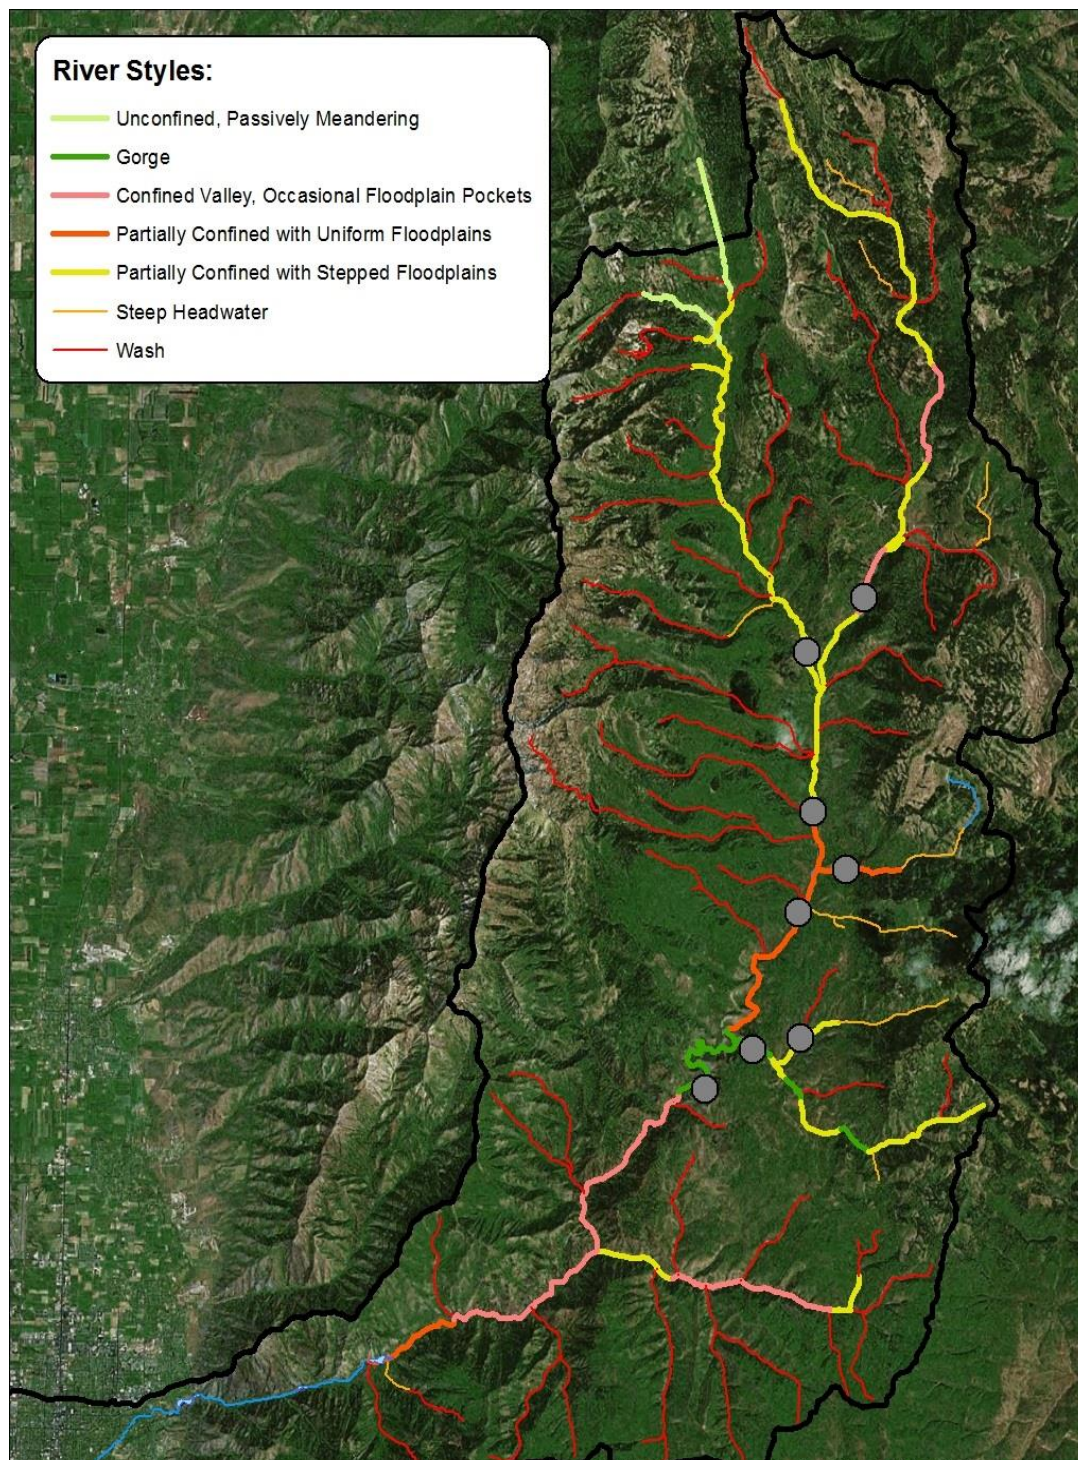 River Styles:
Unconfined, Passively Meandering
Gorge
Confined Valley, Occasional Floodplain Pockets
Partially Confined with Uniform Floodplains
Partially Confined with Stepped Floodplains
Steep Headwater
Wash